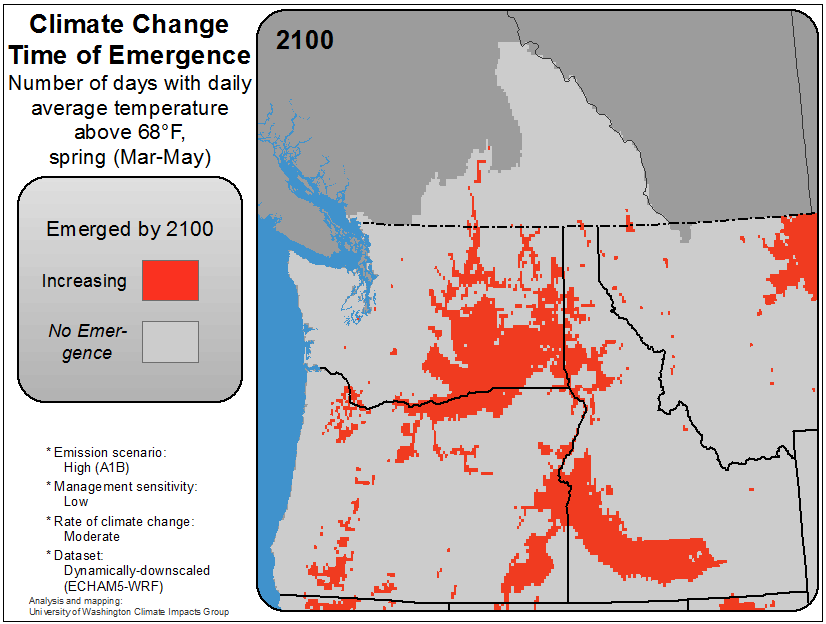 Climate Change
Time of Emergence
Number of days with daily
average temperature
above 68°F,
spring (Mar-May)
Emerged by 2100
Increasing
No Emer-
gence
* Emission scenario:
High (A1B)
* Management sensitivity:
Low
* Rate of climate change:
Moderate
* Dataset:
Dynamically-downscaled
(ECHAM5-WRF)
Analysis and mapping:
University of Washington Climate Impacts Group
2100